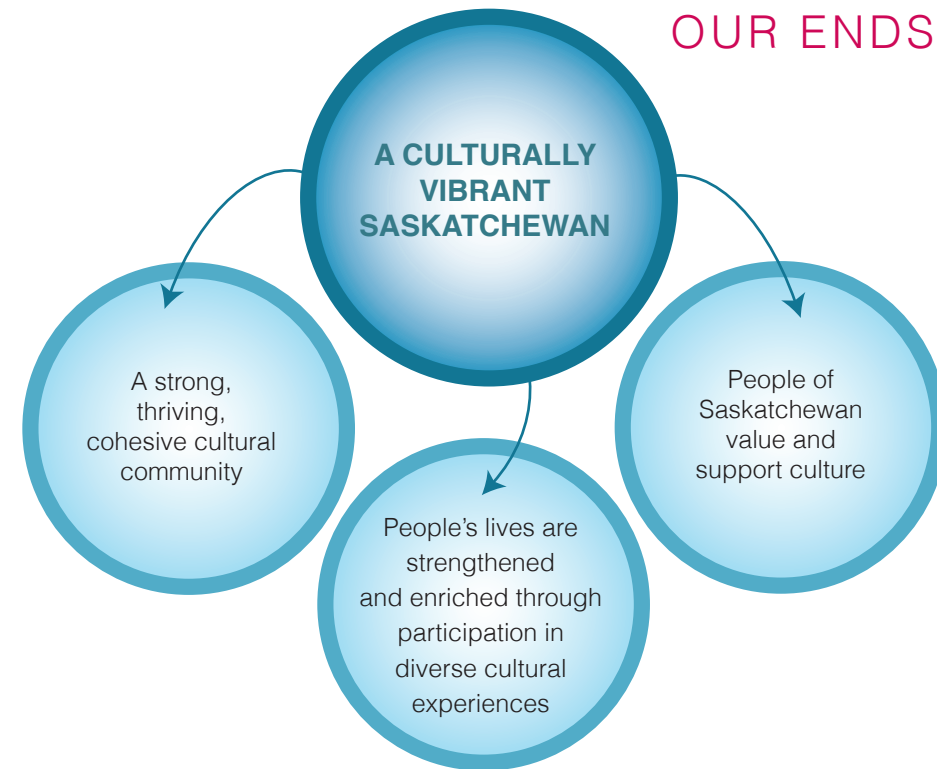 OUR ENDS
A CULTURALLY
VIBRANT
SASKATCHEWAN
A strong,
thriving,
cohesive cultural
community
People’s lives are
strengthened
and enriched through
participation in
diverse cultural
experiences
People of
Saskatchewan
value and
support culture